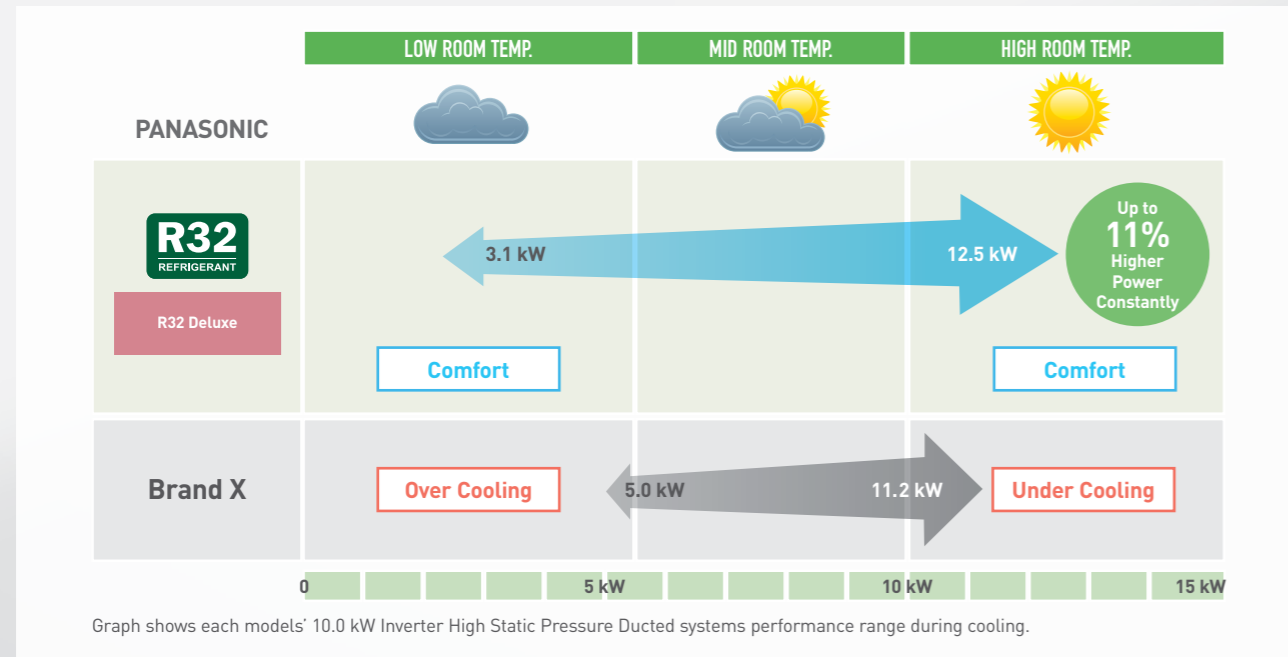 LOW ROOM TEMP.
MID ROOM TEMP.
HIGH ROOM TEMP.
PANASONIC
R32
REFRIGERANT
R32 Deluxe
3.1 kW
12.5 kW
Up to
11%
Higher
Power
Constantly
Comfort
Comfort
Brand X
Over Cooling
5.0 kW
11.2 kW
Under Cooling
0
5 kW
10 kW
15 kW
Graph shows each models’ 10.0 kW Inverter High Static Pressure Ducted systems performance range during cooling.